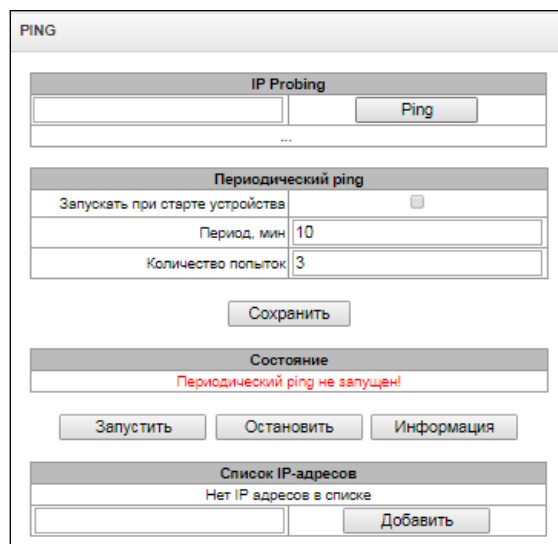 PING
IP Probing
Ping
...
Периодический ping
Запускать при старте устройства
Период, мин 10
Количество попыток 3
Сохранить
Состояние
Периодический ping не запущен!
Запустить Остановить Информация
Список IP-адресов
Нет IP адресов в списке
Добавить